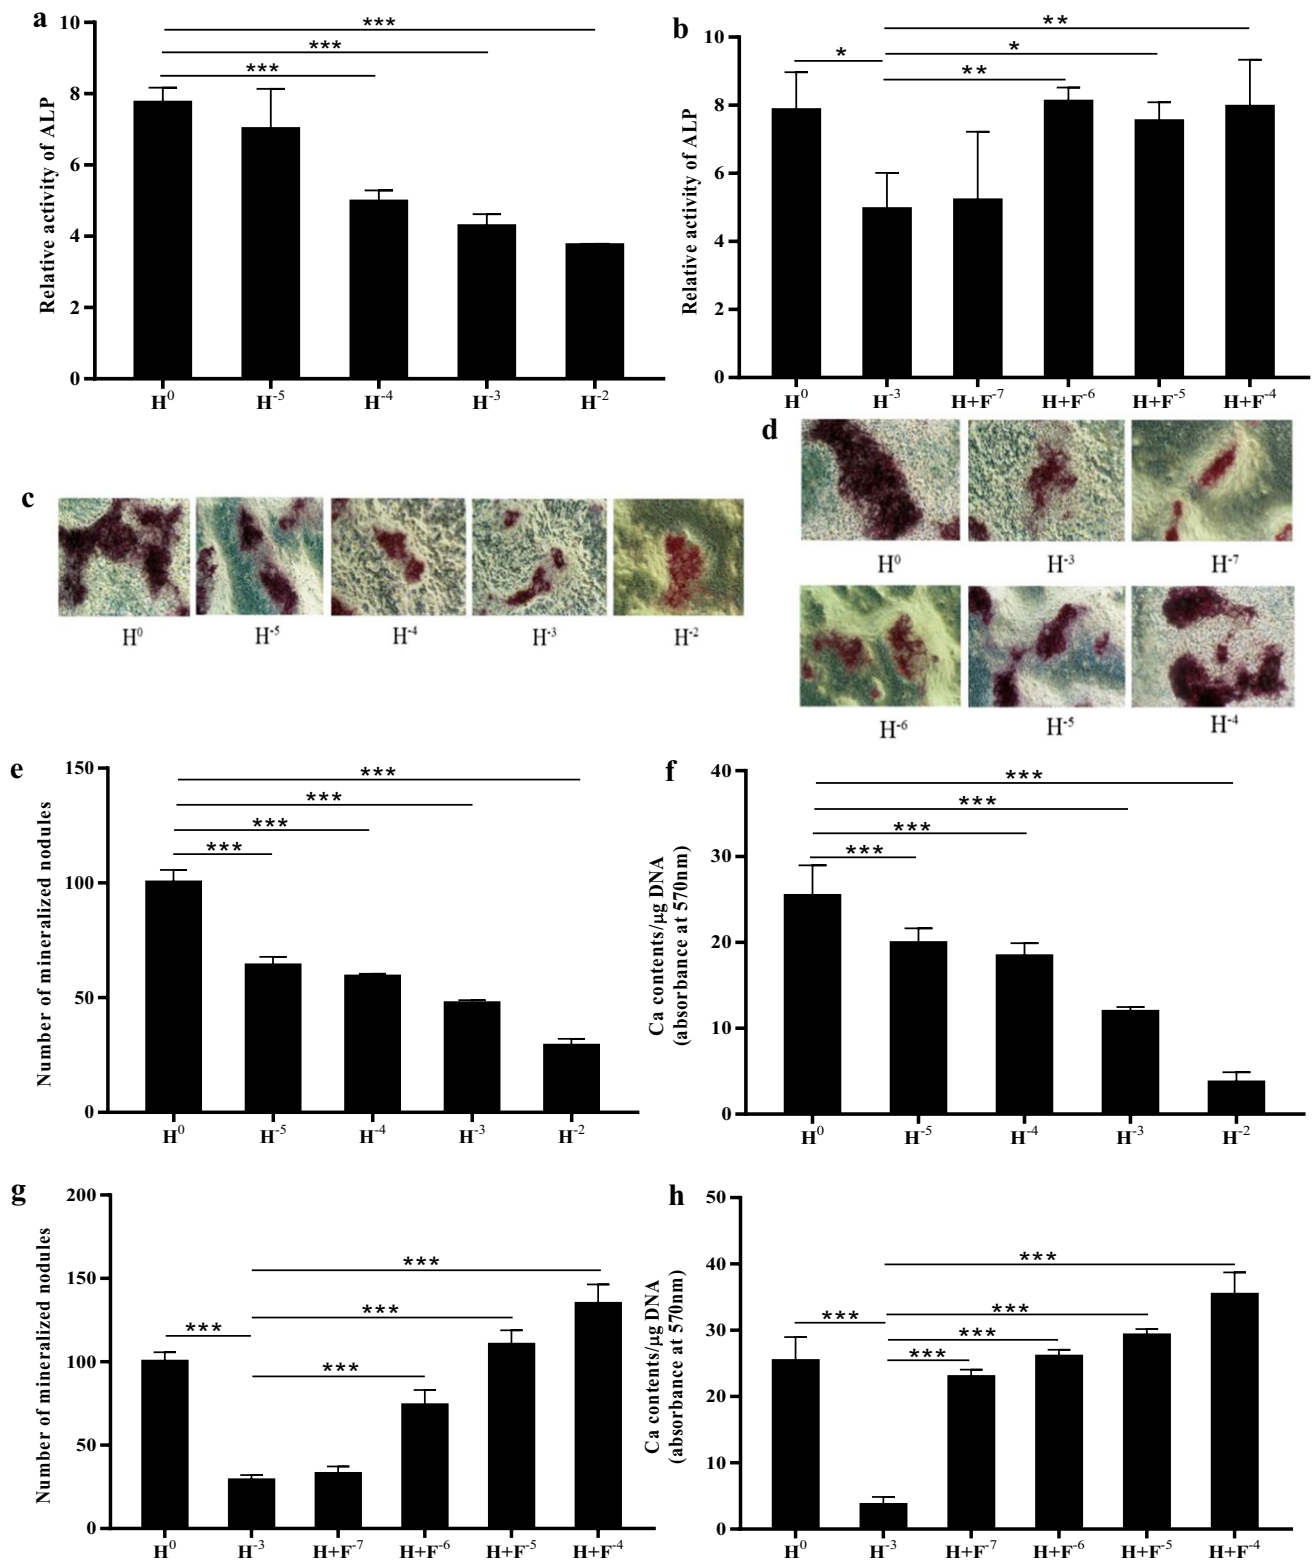 a
10
8
6
4
2
0
Relative activity of ALP
***
***
***
H⁰ H⁻⁵ H⁻⁴ H⁻³ H⁻²
b
10
8
6
4
2
0
Relative activity of ALP
**
*
*
**
H⁰ H⁻³ H+F⁻⁷ H+F⁻⁶ H+F⁻⁵ H+F⁻⁴
c
H⁰ H⁻⁵ H⁻⁴ H⁻³ H⁻²
d
H⁰ H⁻³ H⁻⁷
H⁻⁶ H⁻⁵ H⁻⁴
e
150
100
50
0
Number of mineralized nodules
***
***
***
***
H⁰ H⁻⁵ H⁻⁴ H⁻³ H⁻²
f
40
30
20
10
0
Ca contents/µg DNA
(absorbance at 570nm)
***
***
***
***
H⁰ H⁻⁵ H⁻⁴ H⁻³ H⁻²
g
200
150
100
50
0
Number of mineralized nodules
***
***
***
***
H⁰ H⁻³ H+F⁻⁷ H+F⁻⁶ H+F⁻⁵ H+F⁻⁴
h
50
40
30
20
10
0
Ca contents/µg DNA
(absorbance at 570nm)
***
***
***
***
***
H⁰ H⁻³ H+F⁻⁷ H+F⁻⁶ H+F⁻⁵ H+F⁻⁴